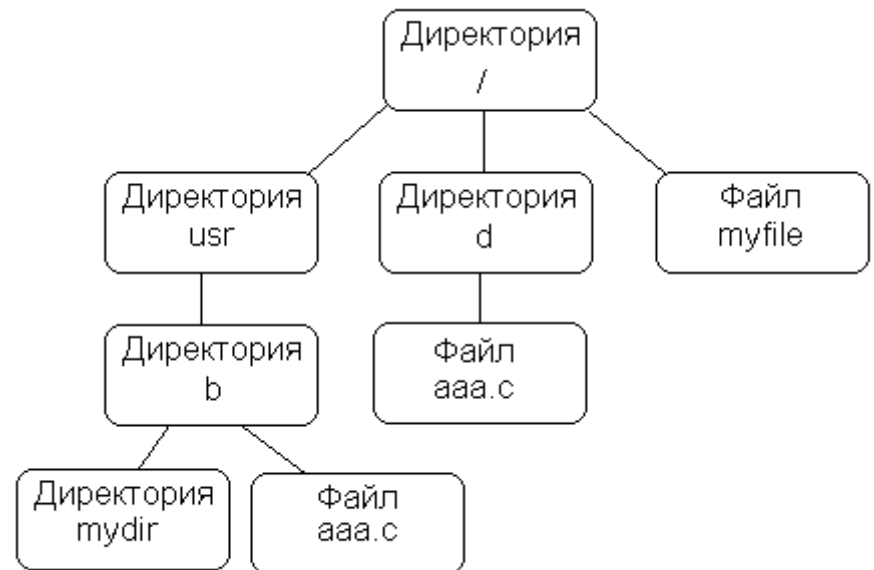 Директория
/
Директория
usr
Директория
d
Файл
myfile
Директория
b
Файл
aaa.c
Директория
mydir
Файл
aaa.c